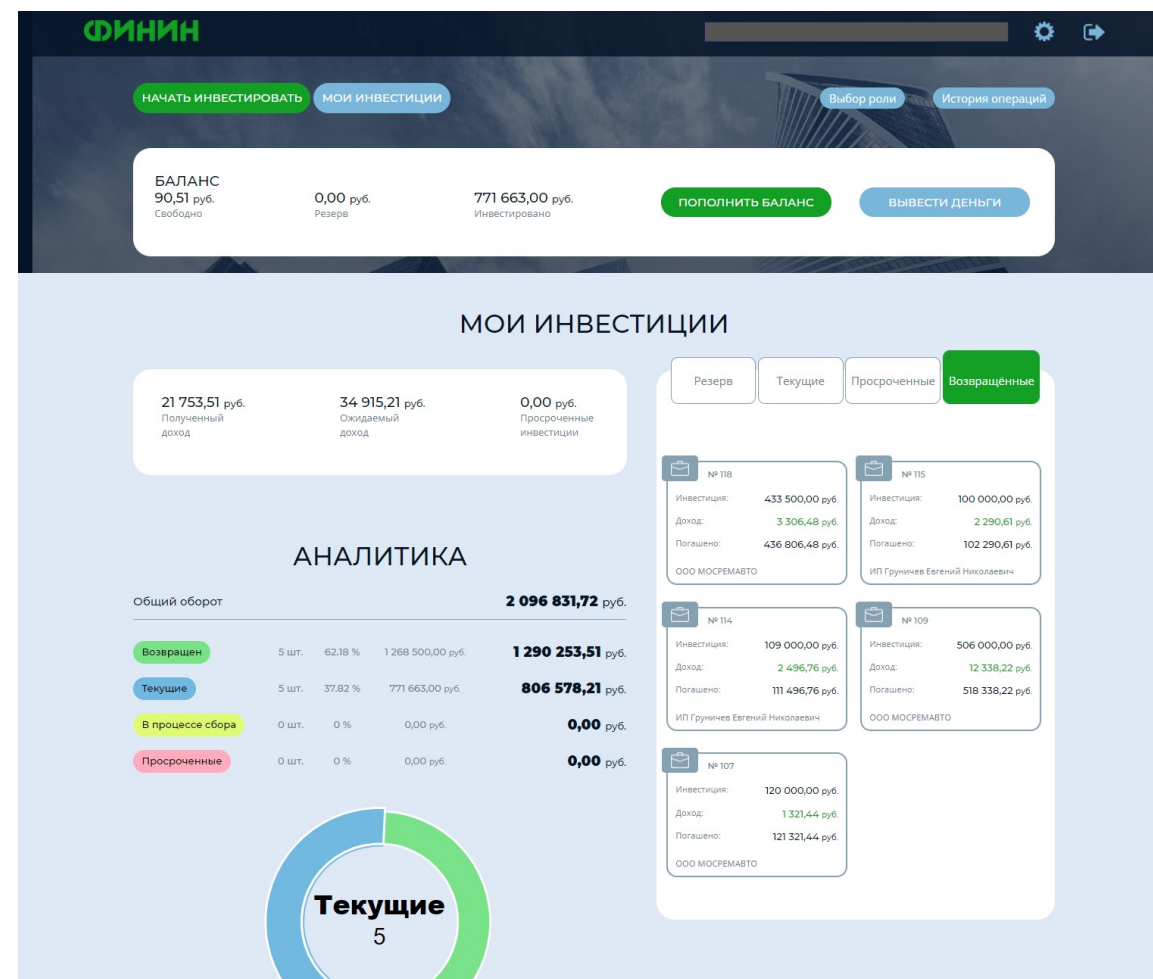 ФИНИН
НАЧАТЬ ИНВЕСТИРОВАТЬ МОИ ИНВЕСТИЦИИ Выбор роли История операций
БАЛАНС
90,51 руб. 0,00 руб. 771 663,00 руб. ПОПОЛНИТЬ БАЛАНС ВЫВЕСТИ ДЕНЬГИ
Свободно Резерв Инвестировано
МОИ ИНВЕСТИЦИИ
21 753,51 руб. 34 915,21 руб. 0,00 руб.
Полученный Ожидаемый Просроченные
доход доход инвестиции
АНАЛИТИКА
Общий оборот 2 096 831,72 руб.
Возвращен 5 шт. 62.18 % 1 268 500,00 руб. 1 290 253,51 руб.
Текущие 5 шт. 37.82 % 771 663,00 руб. 806 578,21 руб.
В процессе сбора 0 шт. 0 % 0,00 руб. 0,00 руб.
Просроченные 0 шт. 0 % 0,00 руб. 0,00 руб.
Текущие
5
Резерв Текущие Просроченные Возвращённые
№ 118
Инвестиция: 433 500,00 руб.
Доход: 3 306,48 руб.
Погашено: 436 806,48 руб.
ООО МОСРЕМАВТО
№ 115
Инвестиция: 100 000,00 руб.
Доход: 2 290,61 руб.
Погашено: 102 290,61 руб.
ИП Груничев Евгений Николаевич
№ 114
Инвестиция: 109 000,00 руб.
Доход: 2 496,76 руб.
Погашено: 111 496,76 руб.
ИП Груничев Евгений Николаевич
№ 109
Инвестиция: 506 000,00 руб.
Доход: 12 338,22 руб.
Погашено: 518 338,22 руб.
ООО МОСРЕМАВТО
№ 107
Инвестиция: 120 000,00 руб.
Доход: 1 321,44 руб.
Погашено: 121 321,44 руб.
ООО МОСРЕМАВТО